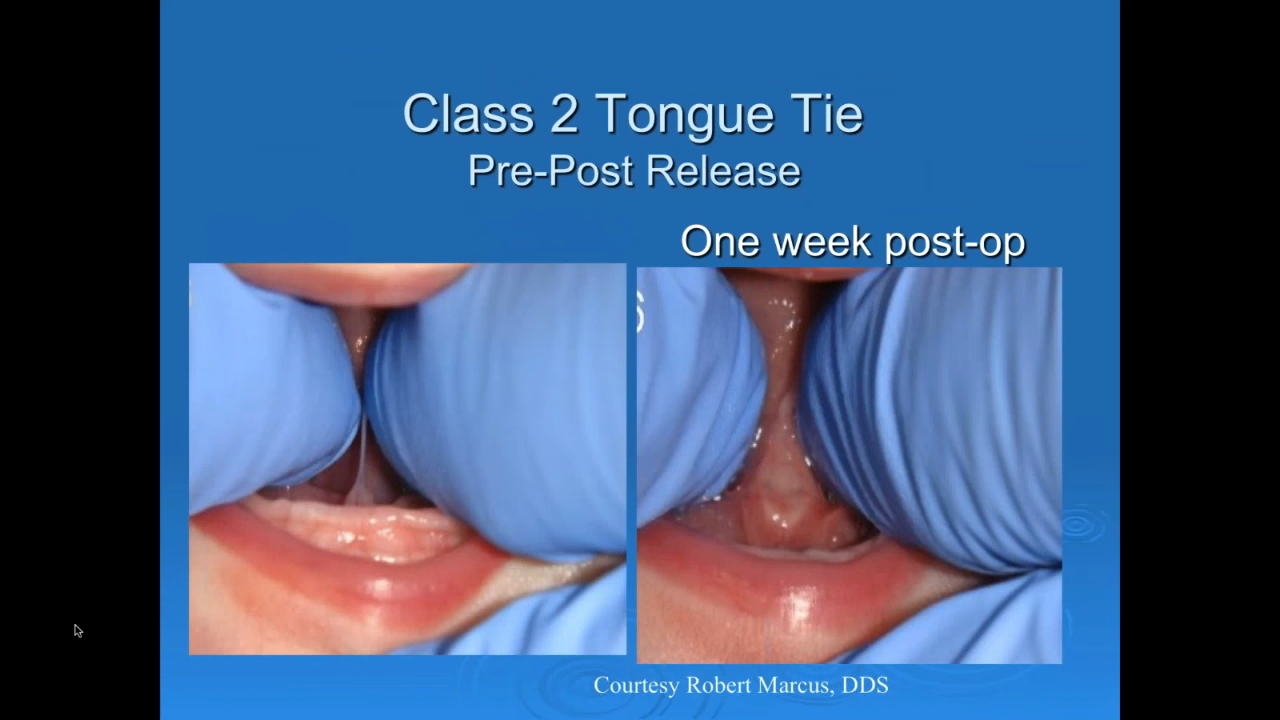 Class 2 Tongue Tie
Pre-Post Release
One week post-op
Courtesy Robert Marcus, DDS